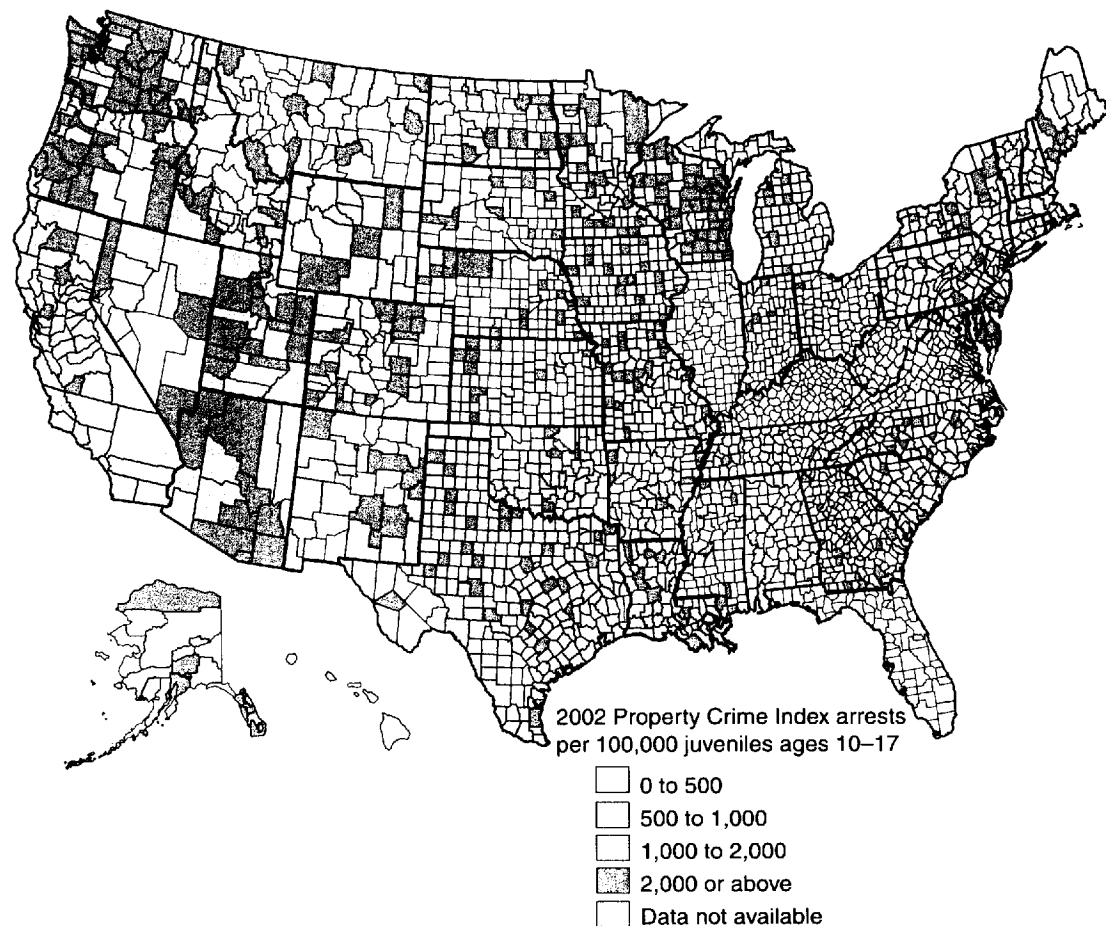 2002 Property Crime Index arrests
per 100,000 juveniles ages 10–17
0 to 500
500 to 1,000
1,000 to 2,000
2,000 or above
Data not available